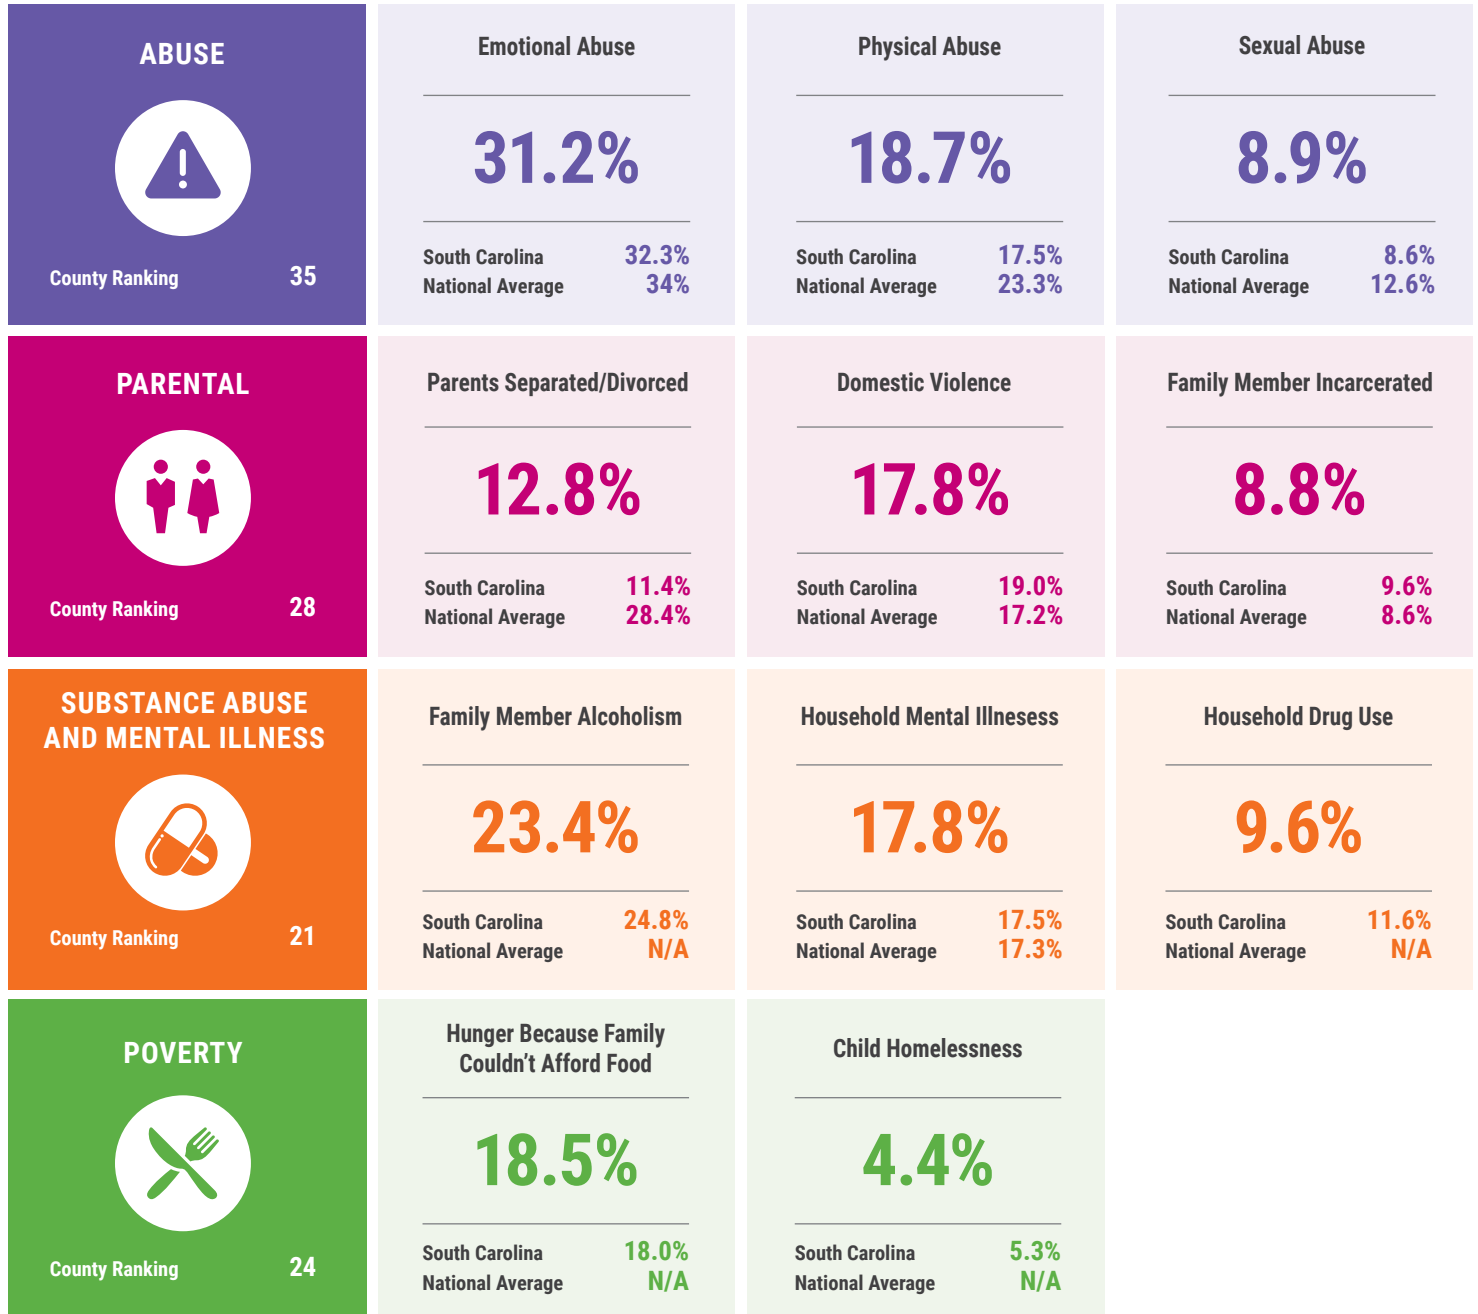 ABUSE
County Ranking 35
Emotional Abuse
31.2%
South Carolina 32.3%
National Average 34%
Physical Abuse
18.7%
South Carolina 17.5%
National Average 23.3%
Sexual Abuse
8.9%
South Carolina 8.6%
National Average 12.6%
PARENTAL
County Ranking 28
Parents Separated/Divorced
12.8%
South Carolina 11.4%
National Average 28.4%
Domestic Violence
17.8%
South Carolina 19.0%
National Average 17.2%
Family Member Incarcerated
8.8%
South Carolina 9.6%
National Average 8.6%
SUBSTANCE ABUSE
AND MENTAL ILLNESS
County Ranking 21
Family Member Alcoholism
23.4%
South Carolina 24.8%
National Average N/A
Household Mental Illnesess
17.8%
South Carolina 17.5%
National Average 17.3%
Household Drug Use
9.6%
South Carolina 11.6%
National Average N/A
POVERTY
County Ranking 24
Hunger Because Family
Couldn’t Afford Food
18.5%
South Carolina 18.0%
National Average N/A
Child Homelessness
4.4%
South Carolina 5.3%
National Average N/A